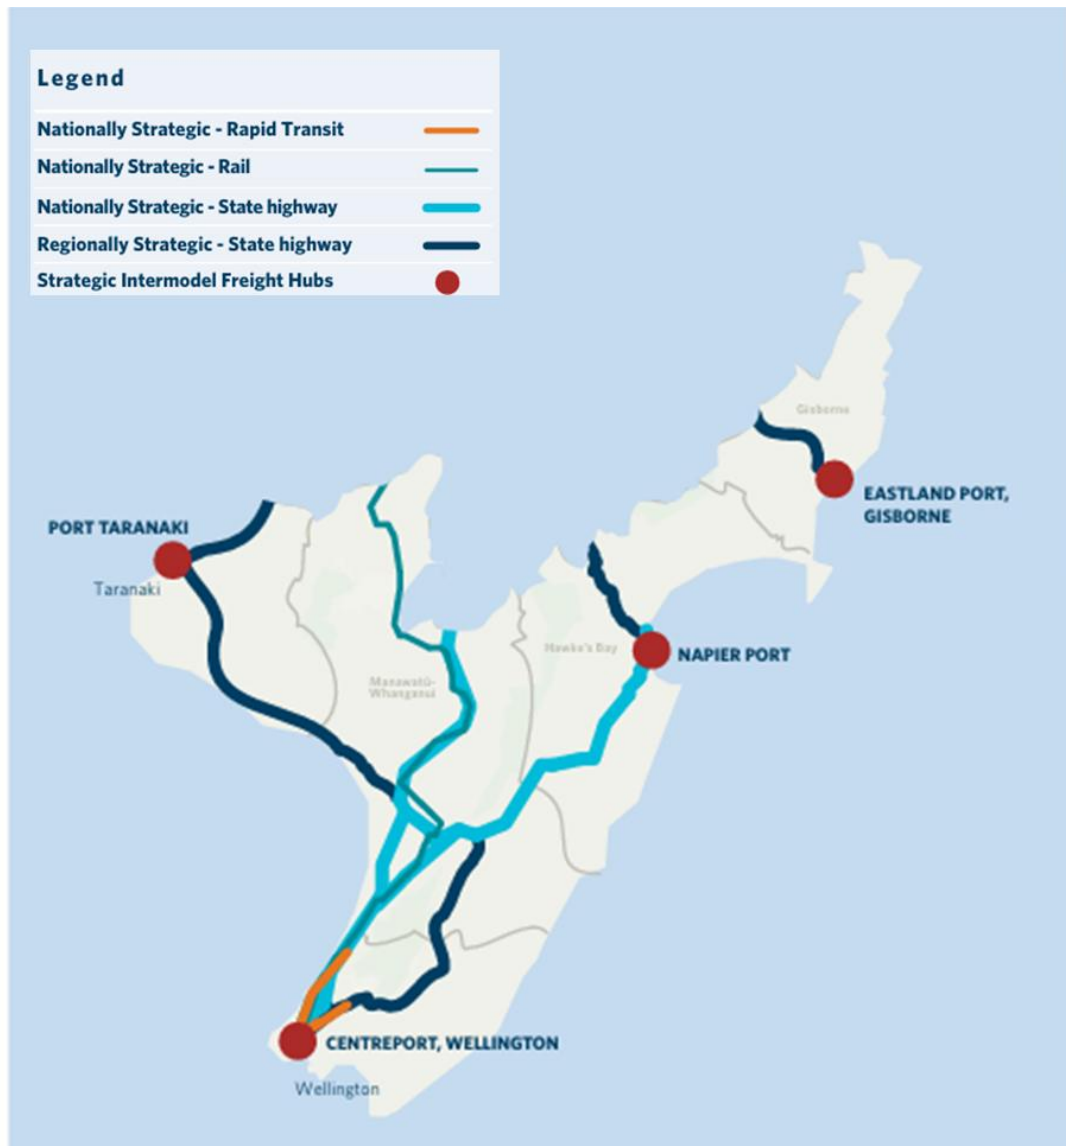 Legend
Nationally Strategic - Rapid Transit
Nationally Strategic - Rail
Nationally Strategic - State highway
Regionally Strategic - State highway
Strategic Intermodel Freight Hubs
Gisborne
EASTLAND PORT,
GISBORNE
PORT TARANAKI
Taranaki
Hawke's Bay
NAPIER PORT
Manawatū-
Whanganui
CENTREPORT, WELLINGTON
Wellington